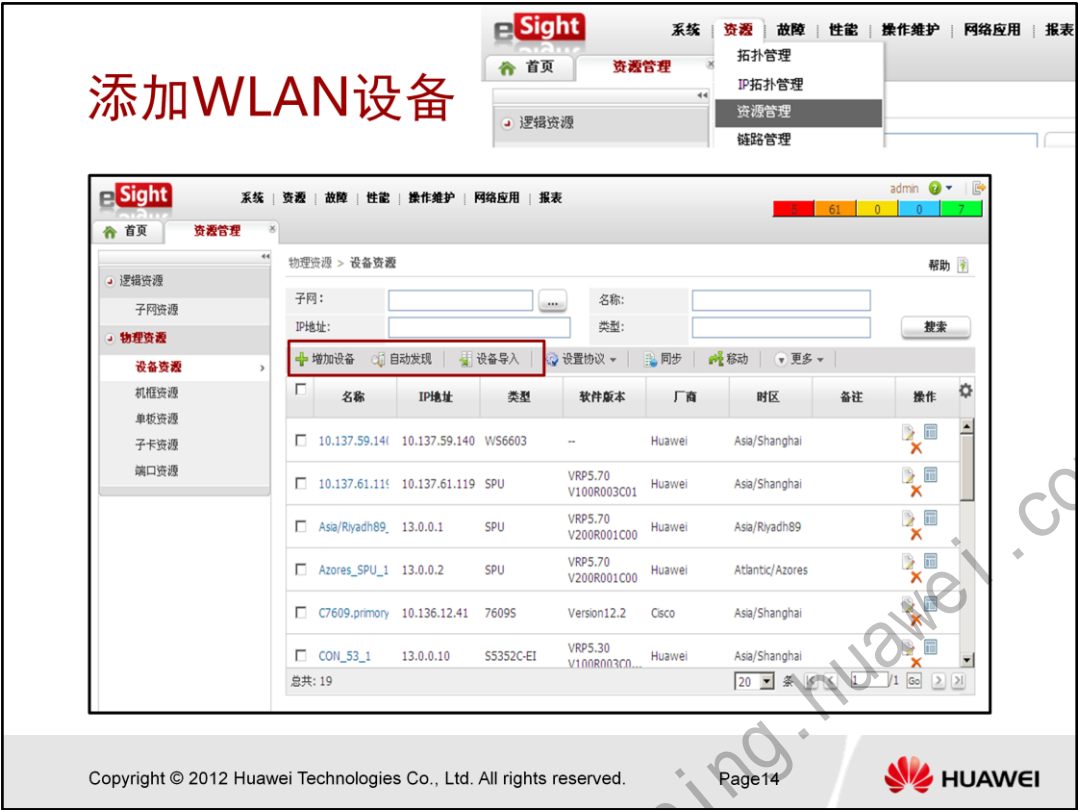 添加WLAN设备
eSight
系统 | 资源 | 故障 | 性能 | 操作维护 | 网络应用 | 报表
首页 资源管理
拓扑管理
IP拓扑管理
资源管理
链路管理
逻辑资源
eSight
系统 | 资源 | 故障 | 性能 | 操作维护 | 网络应用 | 报表
admin
5 61 0 0 7
首页 资源管理
逻辑资源
子网资源
物理资源
设备资源
机框资源
单板资源
子卡资源
端口资源
物理资源 > 设备资源
帮助
子网: ... 名称:
IP地址: 类型: 搜索
增加设备 自动发现 设备导入 设置协议 同步 移动 更多
名称 IP地址 类型 软件版本 厂商 时区 备注 操作
10.137.59.14( 10.137.59.140 WS6603 -- Huawei Asia/Shanghai
10.137.61.119 10.137.61.119 SPU VRP5.70 V100R003C01 Huawei Asia/Shanghai
Asia/Riyadh89_ 13.0.0.1 SPU VRP5.70 V200R001C00 Huawei Asia/Riyadh89
Azores_SPU_1 13.0.0.2 SPU VRP5.70 V200R001C00 Huawei Atlantic/Azores
C7609.primary 10.136.12.41 7609S Version12.2 Cisco Asia/Shanghai
CON_53_1 13.0.0.10 S5352C-EI VRP5.30 V100R003C0... Huawei Asia/Shanghai
总共: 19
20 条 1 /1 Go
Copyright © 2012 Huawei Technologies Co., Ltd. All rights reserved.
Page14
HUAWEI
ning.huawei.co